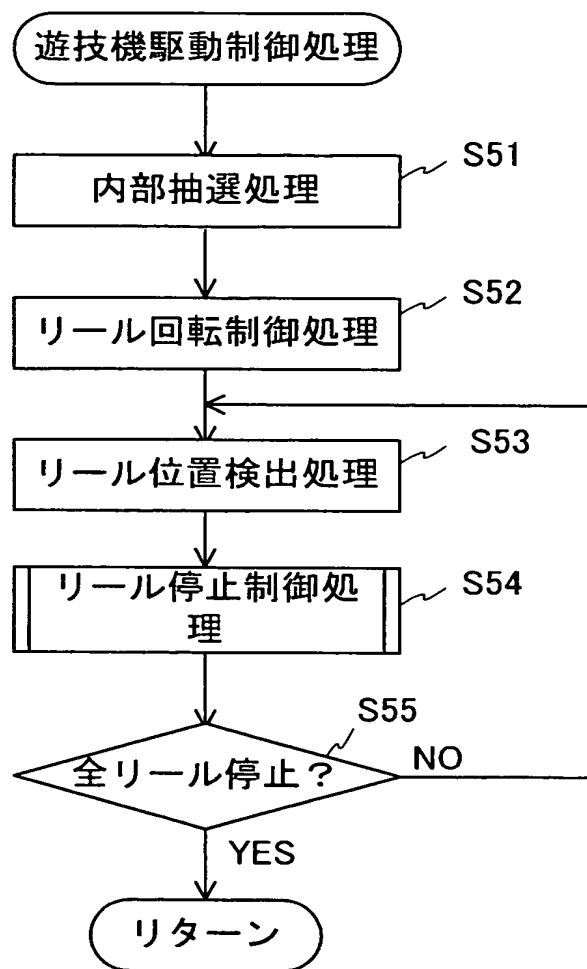 遊技機駆動制御処理
S51
内部抽選処理
S52
リール回転制御処理
S53
リール位置検出処理
S54
リール停止制御処
理
S55
全リール停止？
NO
YES
リターン